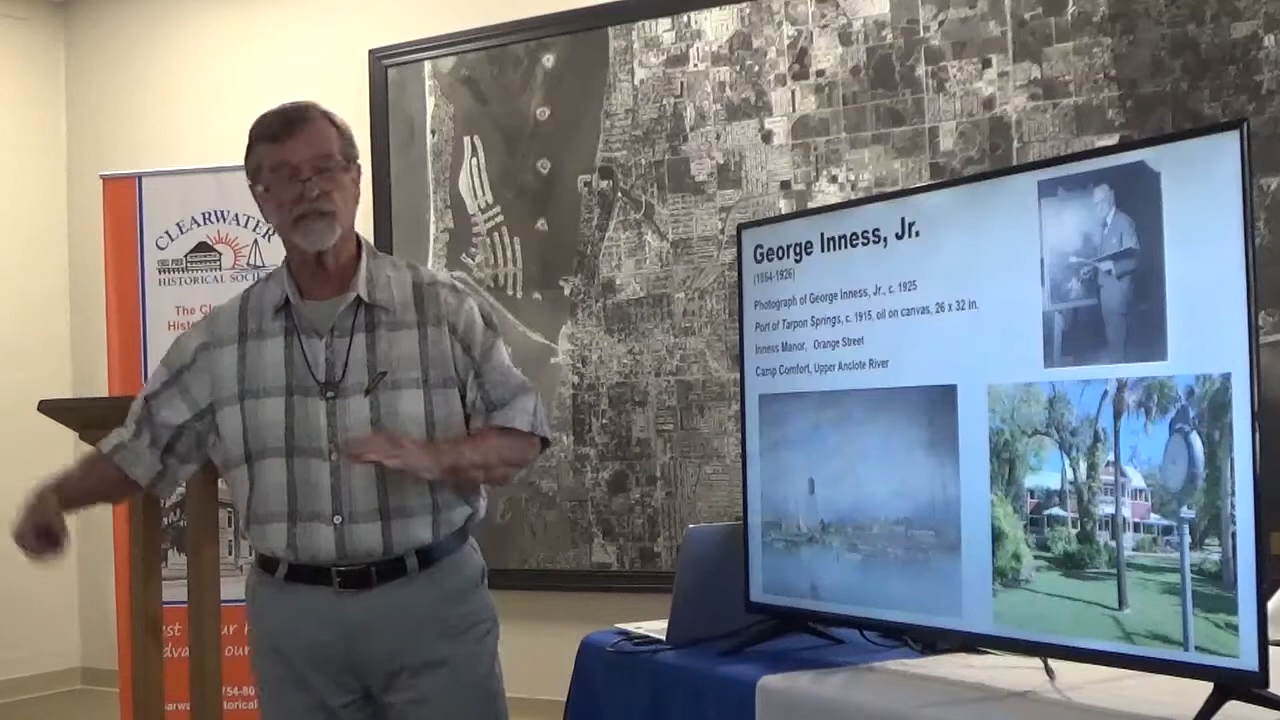 CLEARWATER
HISTORICAL SOCIE
The Cl
Hist
George Inness, Jr.
(1854-1926)
Photograph of George Inness, Jr., c. 1925
Port of Tarpon Springs, c. 1915, oil on canvas, 26 x 32 in.
Inness Manor, Orange Street
Camp Comfort, Upper Anclote River